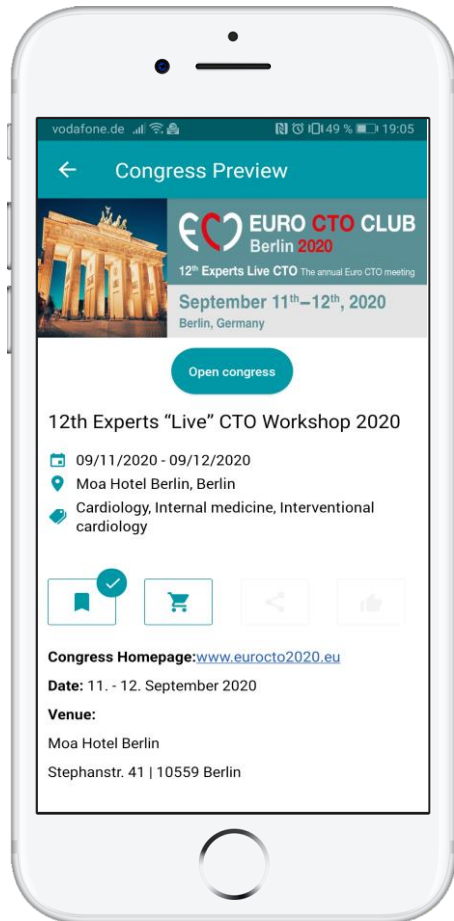 vodafone.de 49 % 19:05
Congress Preview
EURO CTO CLUB
Berlin 2020
12th Experts Live CTO The annual Euro CTO meeting
September 11th–12th, 2020
Berlin, Germany
Open congress
12th Experts “Live” CTO Workshop 2020
09/11/2020 - 09/12/2020
Moa Hotel Berlin, Berlin
Cardiology, Internal medicine, Interventional
cardiology
Congress Homepage:www.eurocto2020.eu
Date: 11. - 12. September 2020
Venue:
Moa Hotel Berlin
Stephanstr. 41 | 10559 Berlin